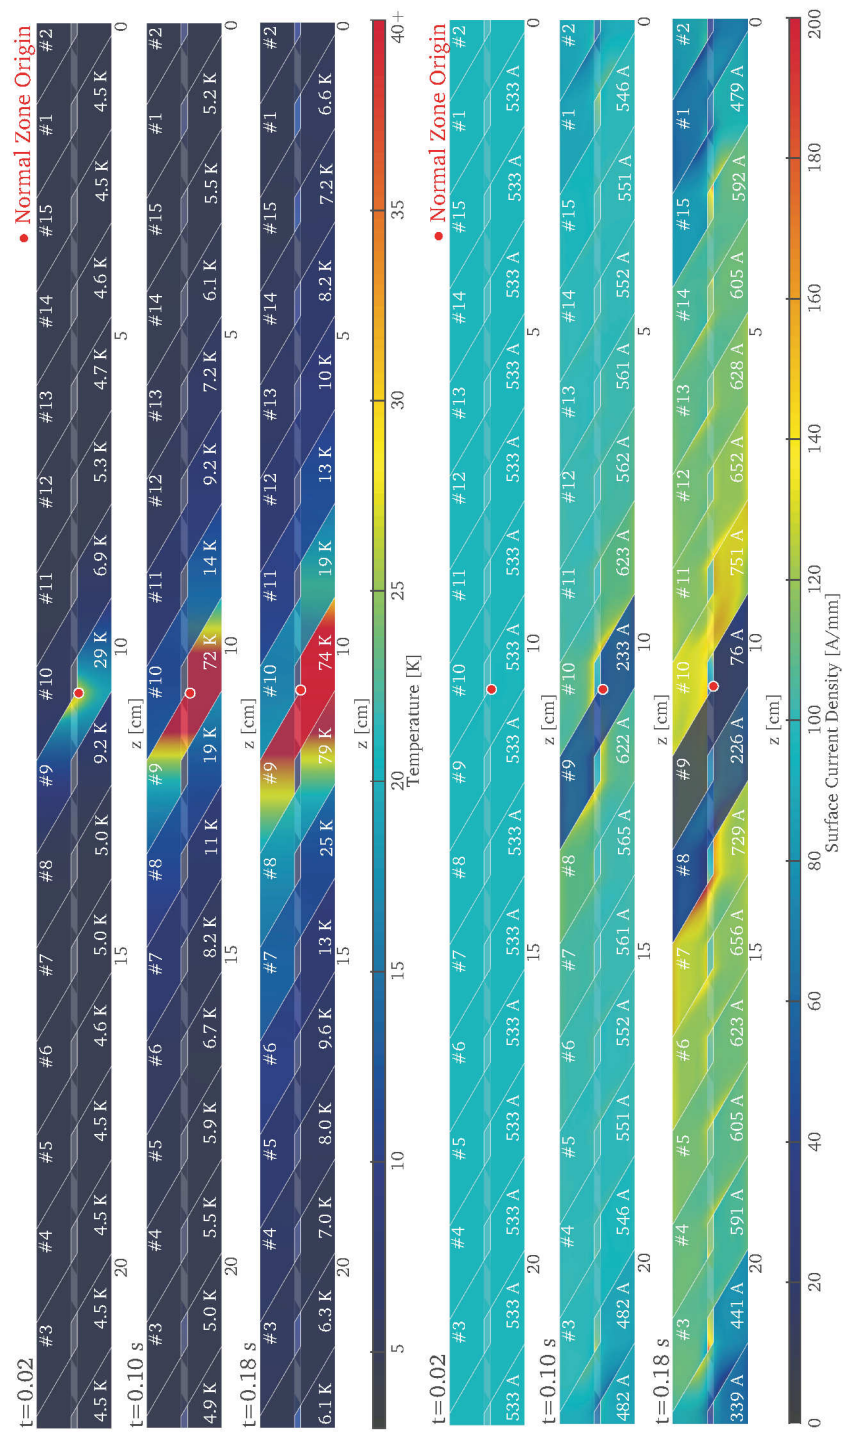 ● Normal Zone Origin
t=0.02
#3 #4 #5 #6 #7 #8 #9 #10 #11 #12 #13 #14 #15 #1 #2
4.5 K 4.5 K 4.5 K 4.5 K 4.6 K 5.0 K 5.0 K 9.2 K 29 K 6.9 K 5.3 K 4.7 K 4.6 K 4.5 K 4.5 K
20 15 10 5 0
z [cm]
t=0.10 s
#3 #4 #5 #6 #7 #8 #9 #10 #11 #12 #13 #14 #15 #1 #2
4.9 K 5.0 K 5.5 K 5.9 K 6.7 K 8.2 K 11 K 19 K 72 K 14 K 9.2 K 7.2 K 6.1 K 5.5 K 5.2 K
20 15 10 5 0
z [cm]
t=0.18 s
#3 #4 #5 #6 #7 #8 #9 #10 #11 #12 #13 #14 #15 #1 #2
6.1 K 6.3 K 7.0 K 8.0 K 9.6 K 13 K 25 K 79 K 74 K 19 K 13 K 10 K 8.2 K 7.2 K 6.6 K
20 15 10 5 0
z [cm]
5 10 15 20 25 30 35 40+
Temperature [K]
● Normal Zone Origin
t=0.02
#3 #4 #5 #6 #7 #8 #9 #10 #11 #12 #13 #14 #15 #1 #2
533 A 533 A 533 A 533 A 533 A 533 A 533 A 533 A 533 A 533 A 533 A 533 A 533 A 533 A 533 A
20 15 10 5 0
z [cm]
t=0.10 s
#3 #4 #5 #6 #7 #8 #9 #10 #11 #12 #13 #14 #15 #1 #2
482 A 482 A 546 A 551 A 552 A 561 A 565 A 622 A 233 A 623 A 562 A 561 A 552 A 551 A 546 A
20 15 10 5 0
z [cm]
t=0.18 s
#3 #4 #5 #6 #7 #8 #9 #10 #11 #12 #13 #14 #15 #1 #2
339 A 441 A 591 A 605 A 623 A 656 A 729 A 226 A 76 A 751 A 652 A 628 A 605 A 592 A 479 A
20 15 10 5 0
z [cm]
0 20 40 60 80 100 120 140 160 180 200
Surface Current Density [A/mm]